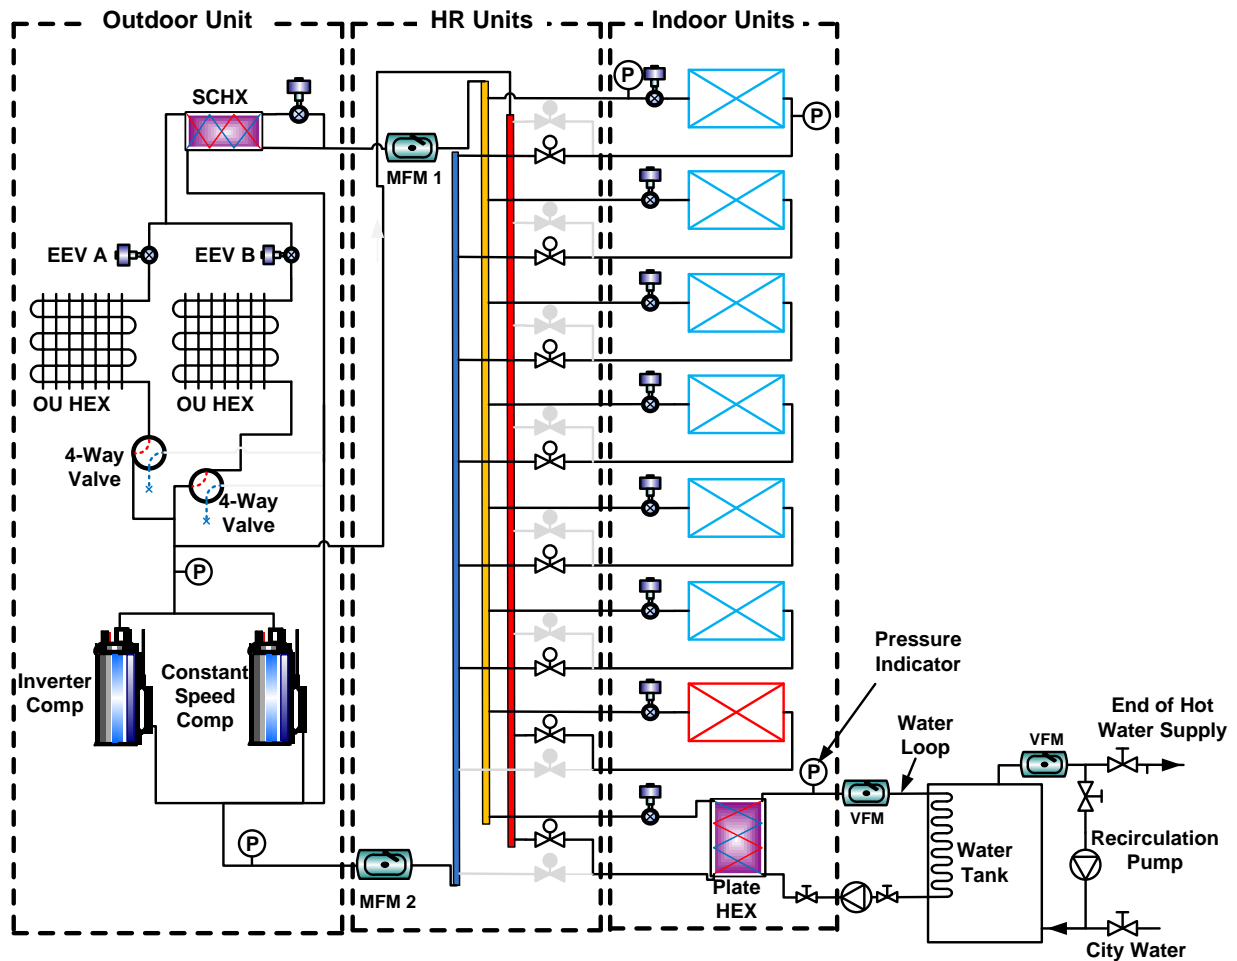 Outdoor Unit
HR Units
Indoor Units
SCHX
P
P
MFM 1
EEV A
EEV B
OU HEX
OU HEX
4-Way
Valve
4-Way
Valve
P
Inverter
Comp
Constant
Speed
Comp
Pressure
Indicator
Water
Loop
End of Hot
Water Supply
VFM
P
VFM
P
MFM 2
Plate
HEX
Water
Tank
Recirculation
Pump
City Water